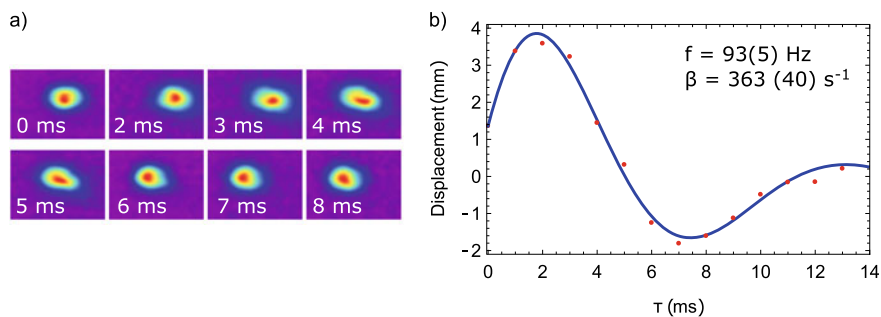 a)
0 ms 2 ms 3 ms 4 ms
5 ms 6 ms 7 ms 8 ms
b)
Displacement (mm)
4
3
2
1
0
-1
-2
f = 93(5) Hz
β = 363 (40) s⁻¹
0 2 4 6 8 10 12 14
τ (ms)